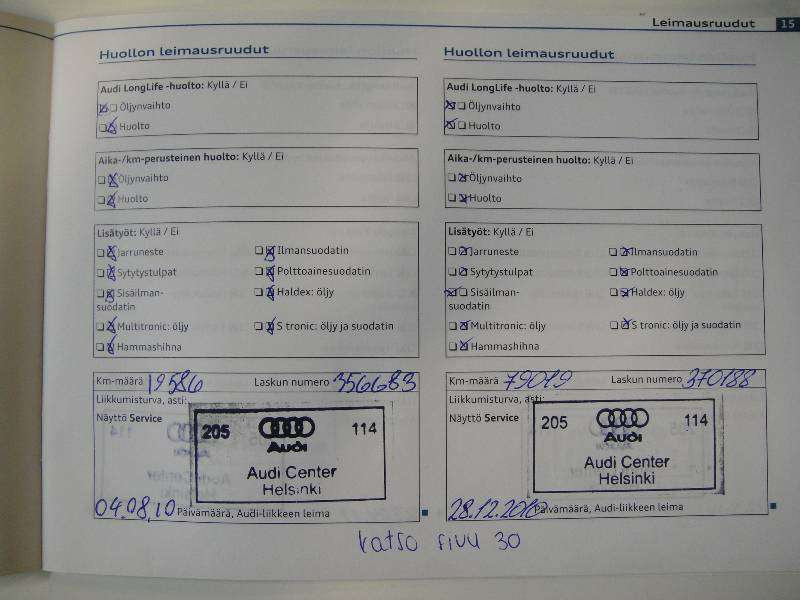 Leimausruudut 15
Huollon leimausruudut
Audi LongLife -huolto: Kyllä / Ei
Öljynvaihto
Huolto
Aika-/km-perusteinen huolto: Kyllä / Ei
Öljynvaihto
Huolto
Lisätyöt: Kyllä / Ei
Jarruneste
Ilmansuodatin
Sytytystulpat
Polttoainesuodatin
Sisäilman-
suodatin
Haldex: öljy
Multitronic: öljy
S tronic: öljy ja suodatin
Hammashihna
Km-määrä 19586 Laskun numero 356683
Liikkumisturva, asti:
Näyttö Service
205 Audi 114
Audi Center
Helsinki
04.08.10 Päivämäärä, Audi-liikkeen leima
Huollon leimausruudut
Audi LongLife -huolto: Kyllä / Ei
Öljynvaihto
Huolto
Aika-/km-perusteinen huolto: Kyllä / Ei
Öljynvaihto
Huolto
Lisätyöt: Kyllä / Ei
Jarruneste
Ilmansuodatin
Sytytystulpat
Polttoainesuodatin
Sisäilman-
suodatin
Haldex: öljy
Multitronic: öljy
S tronic: öljy ja suodatin
Hammashihna
Km-määrä 79019 Laskun numero 370188
Liikkumisturva, asti:
Näyttö Service
205 Audi 114
Audi Center
Helsinki
28.12.2010 Päivämäärä, Audi-liikkeen leima
katso sivu 30